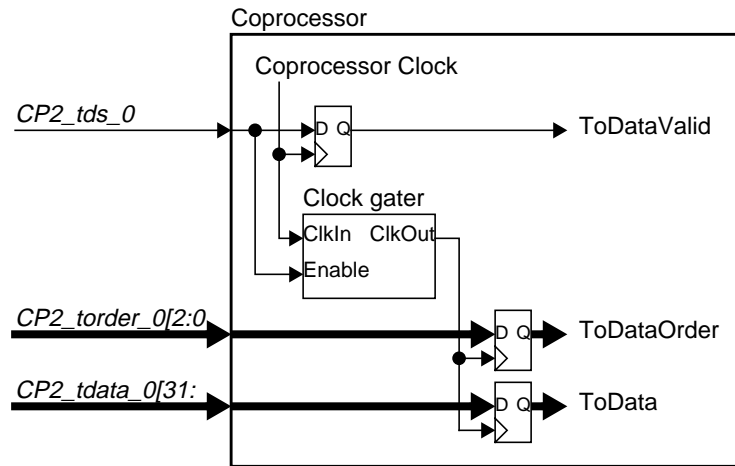 Coprocessor
Coprocessor Clock
CP2_tds_0
D Q
ToDataValid
Clock gater
ClkIn ClkOut
Enable
CP2_torder_0[2:0
D Q
ToDataOrder
CP2_tdata_0[31:
D Q
ToData